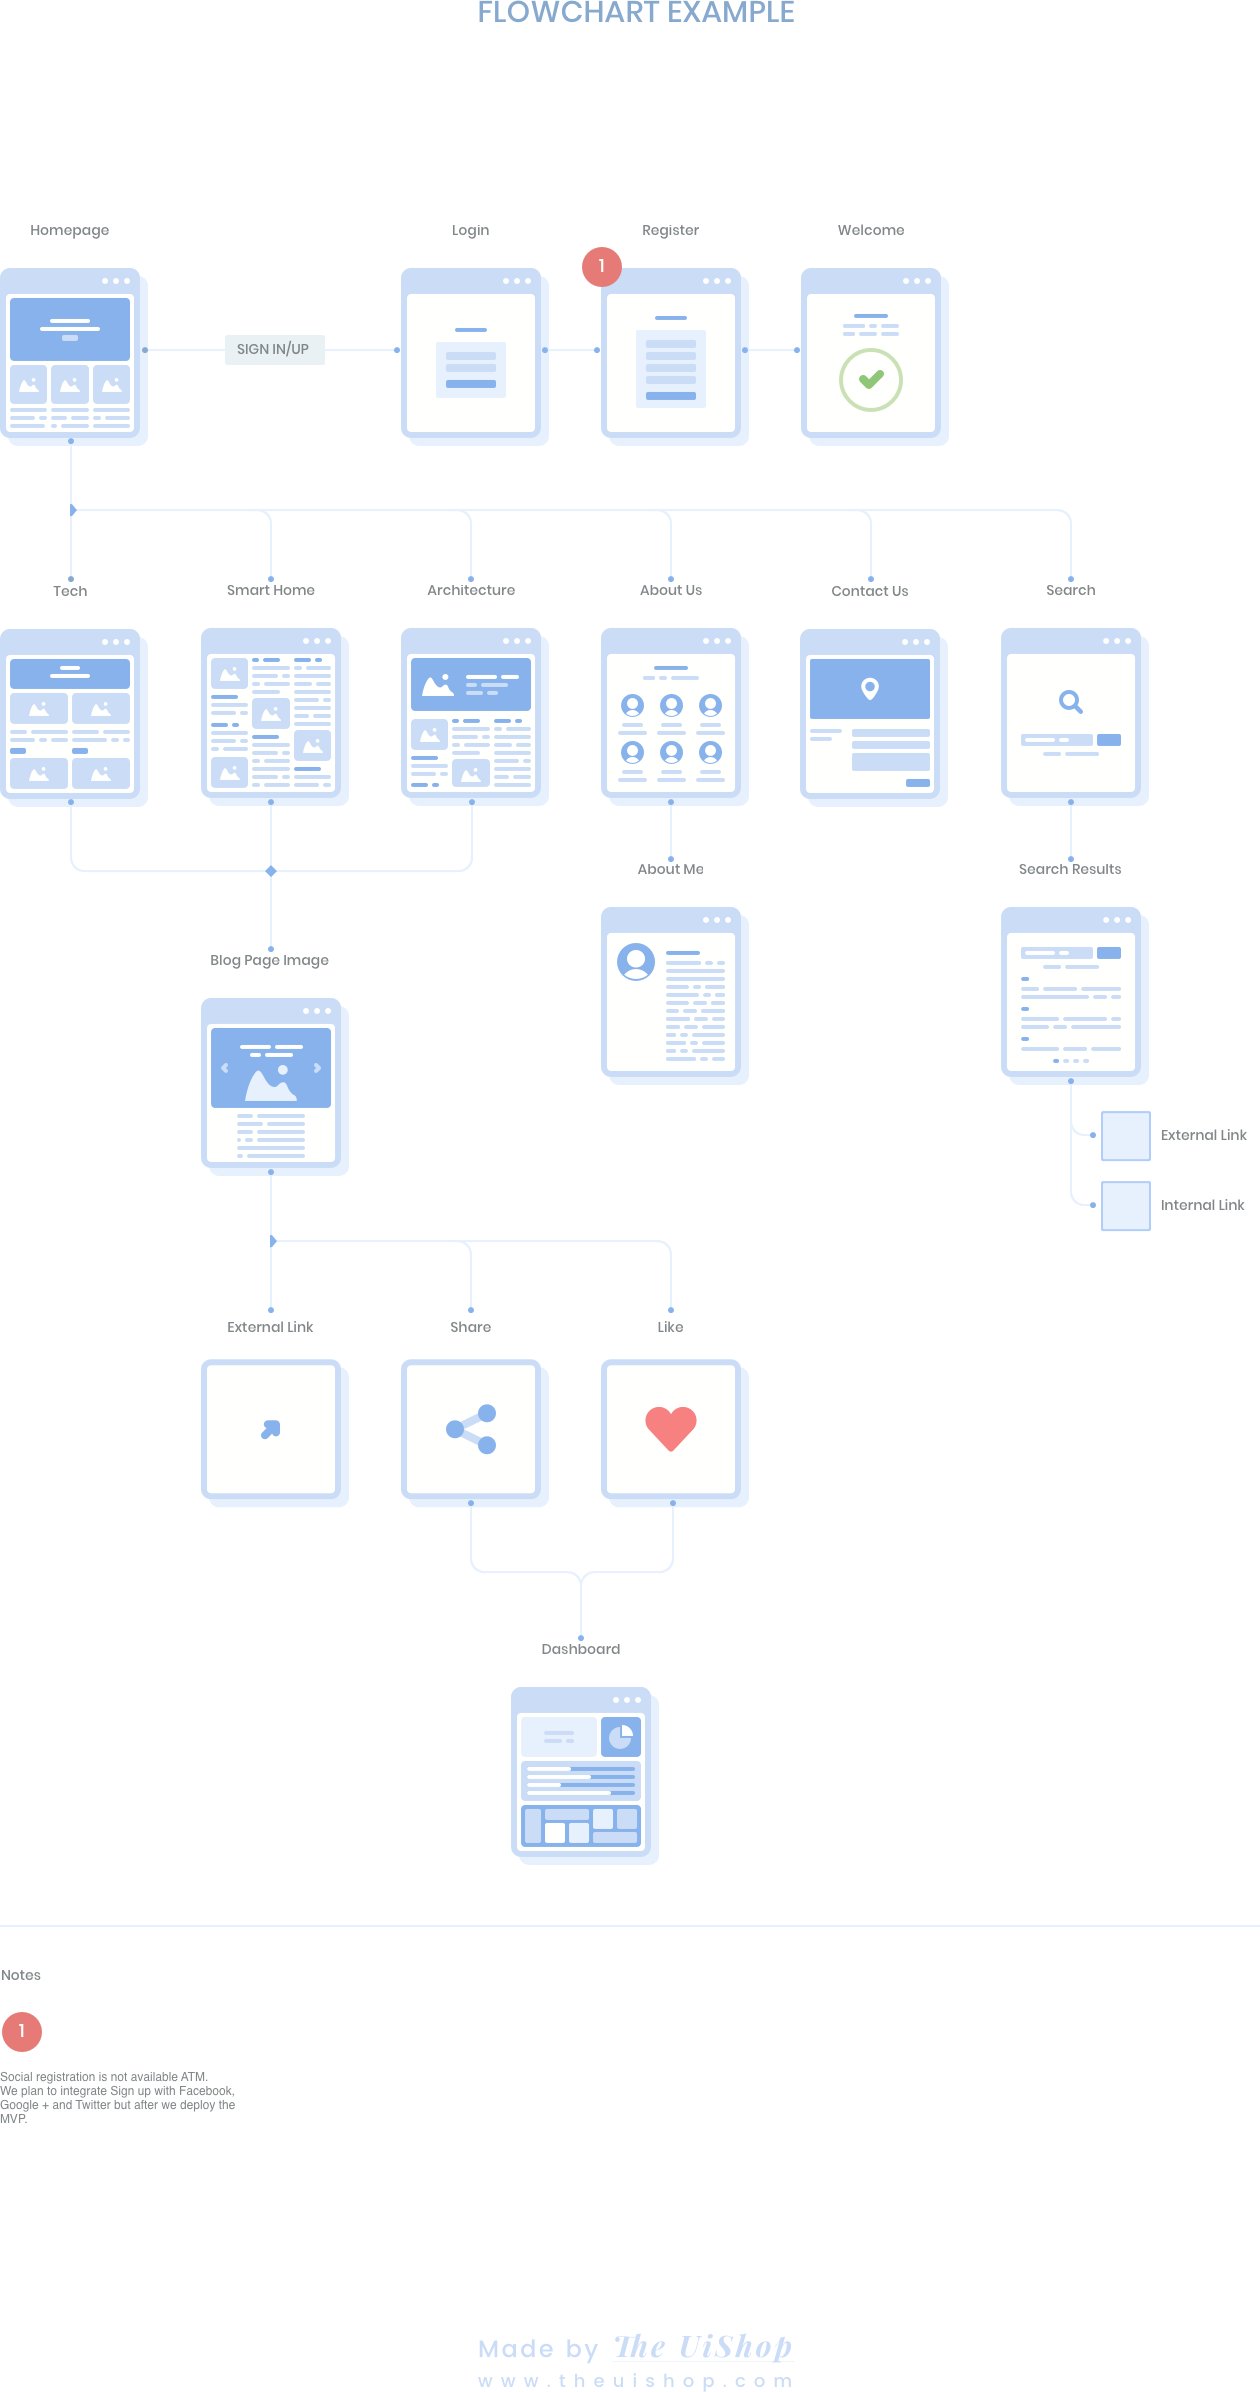 FLOWCHART EXAMPLE
Homepage
Login
Register
Welcome
1
SIGN IN/UP
Tech
Smart Home
Architecture
About Us
Contact Us
Search
About Me
Search Results
Blog Page Image
External Link
Internal Link
External Link
Share
Like
Dashboard
Notes
1
Social registration is not available ATM.
We plan to integrate Sign up with Facebook,
Google + and Twitter but after we deploy the
MVP.
Made by The UiShop
www.theuishop.com